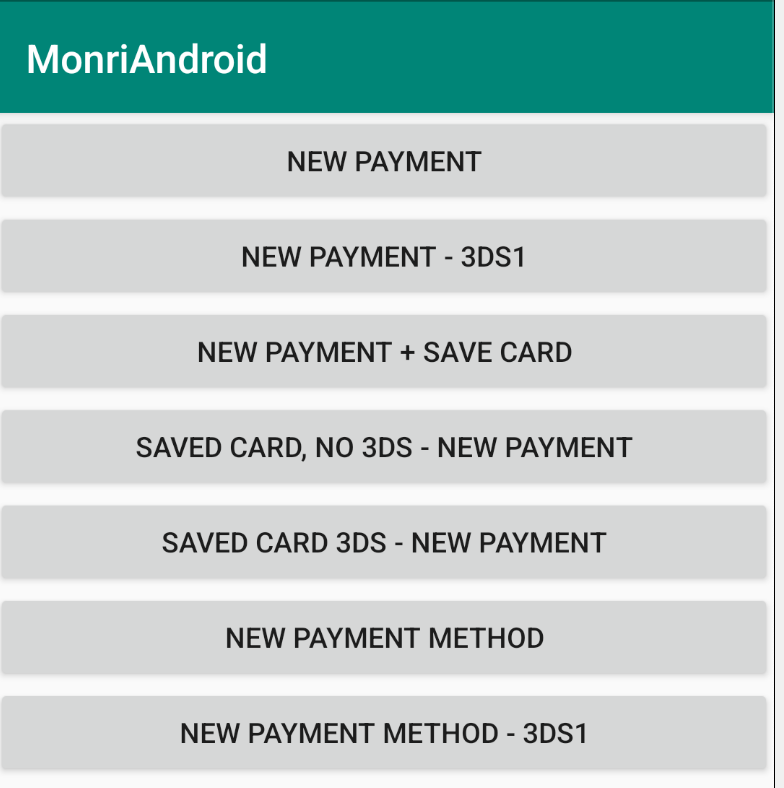 MonriAndroid
NEW PAYMENT
NEW PAYMENT - 3DS1
NEW PAYMENT + SAVE CARD
SAVED CARD, NO 3DS - NEW PAYMENT
SAVED CARD 3DS - NEW PAYMENT
NEW PAYMENT METHOD
NEW PAYMENT METHOD - 3DS1